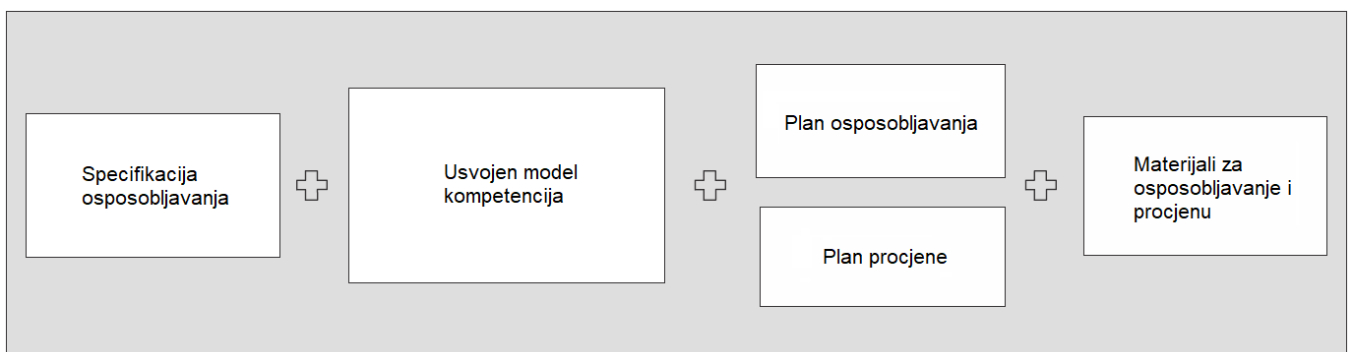 Specifikacija
osposobljavanja
Usvojen model
kompetencija
Plan osposobljavanja
Plan procjene
Materijali za
osposobljavanje i
procjenu